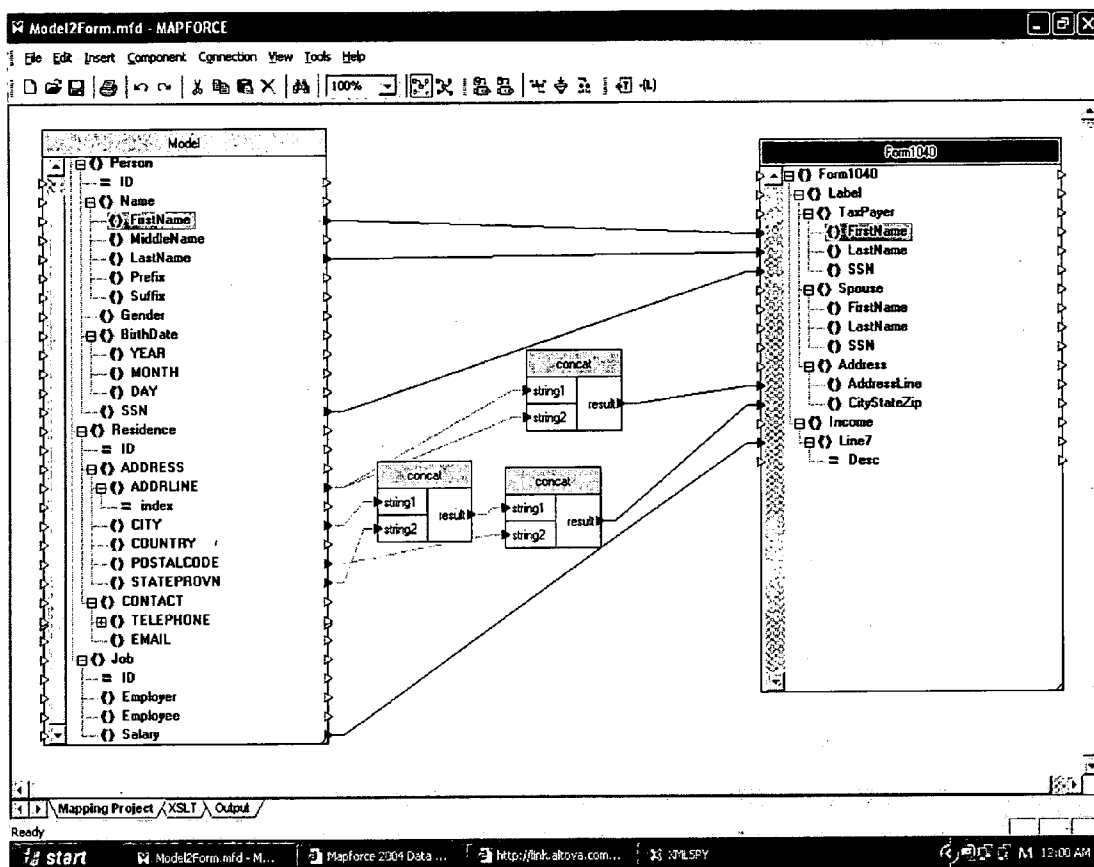 Model2Form.mfd - MAPFORCE
File Edit Insert Component Connection View Tools Help
100%
Model
Person
= ID
Name
FirstName
MiddleName
LastName
Prefix
Suffix
Gender
BirthDate
YEAR
MONTH
DAY
SSN
Residence
= ID
ADDRESS
ADDRLINE
= index
CITY
COUNTRY
POSTALCODE
STATEPROVN
CONTACT
TELEPHONE
EMAIL
Job
= ID
Employer
Employee
Salary
concat
string1
string2
result
concat
string1
string2
result
concat
string1
string2
result
Form1040
Form1040
Label
TaxPayer
FirstName
LastName
SSN
Spouse
FirstName
LastName
SSN
Address
AddressLine
CityStateZip
Income
Line7
= Desc
Mapping Project XSLT Output
Ready
start Model2Form.mfd - M... Mapforce 2004 Data ... http://link.altova.com... XMLSPY 12:00 AM